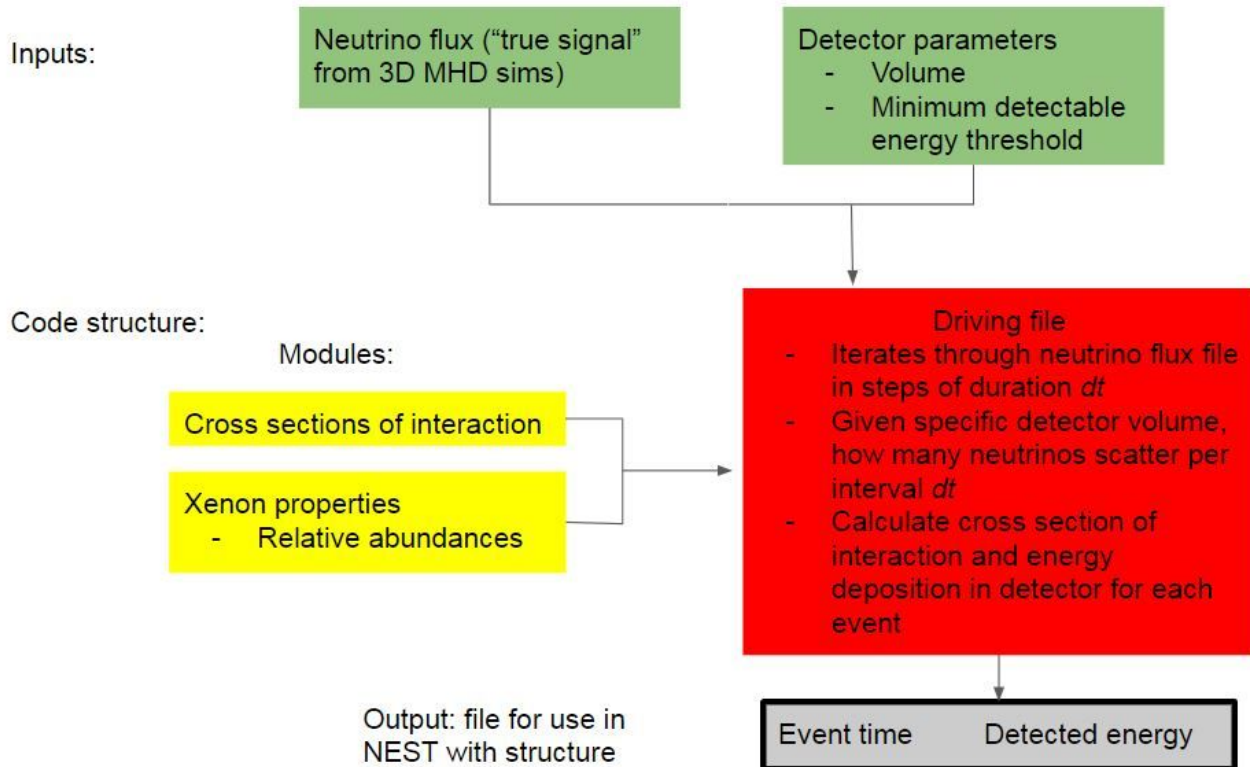 Inputs:
Neutrino flux (“true signal”
from 3D MHD sims)
Detector parameters
- Volume
- Minimum detectable
energy threshold
Code structure:
Modules:
Cross sections of interaction
Xenon properties
- Relative abundances
Driving file
- Iterates through neutrino flux file
in steps of duration dt
- Given specific detector volume,
how many neutrinos scatter per
interval dt
- Calculate cross section of
interaction and energy
deposition in detector for each
event
Output: file for use in
NEST with structure
Event time Detected energy